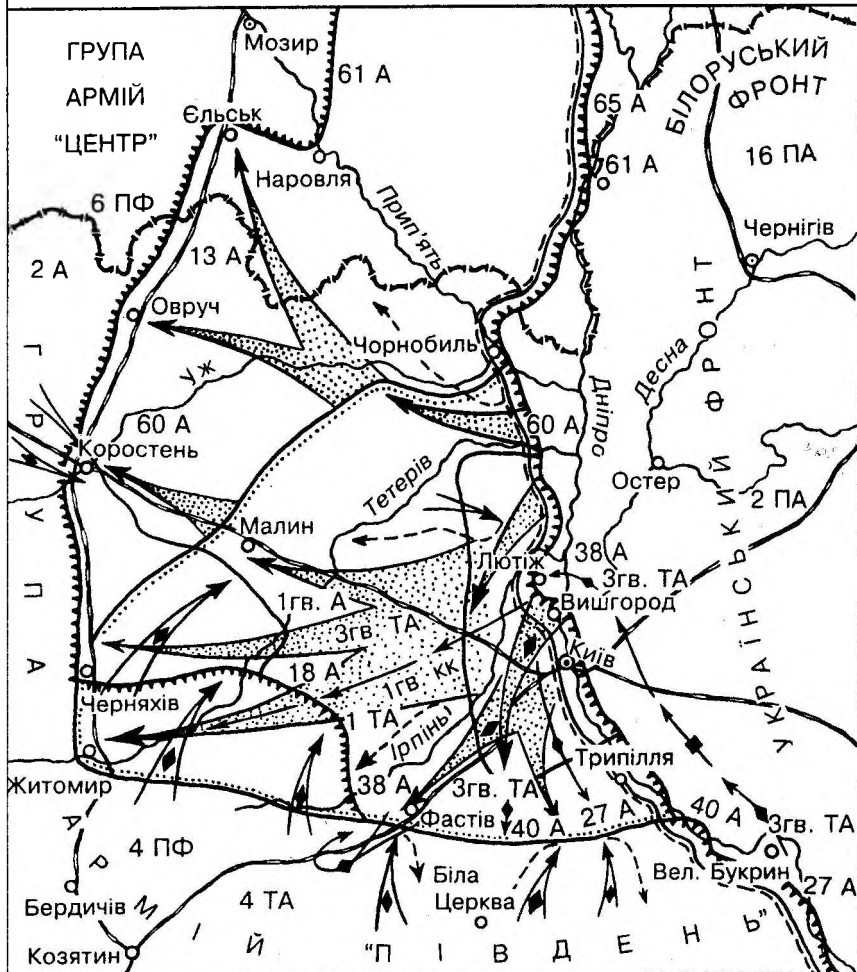 Мозир
ГРУПА
АРМІЙ
"ЦЕНТР"
61 А
65 А
БІЛОРУСЬКИЙ
ФРОНТ
Єльськ
61 А
16 ПА
Наровля
6 ПФ
Прип'ять
Чернігів
13 А
2 А
Овруч
Чорнобиль
Десна
Дніпро
Уж
60 А
60 А
Коростень
Остер
Тетерів
2 ПА
Малин
38 А
Лютіж
3гв. ТА
Вишгород
1гв. А
3гв. ТА
Київ
18 А
1гв. КК
Черняхів
1 ТА
Ірпінь
Трипілля
Житомир
38 А
3гв. ТА
Фастів
40 А
27 А
40 А
3гв. ТА
4 ПФ
Біла
Церква
Вел. Букрин
27 А
Бердичів
4 ТА
Козятин
ГРУПА
АРМІЙ "ПІВДЕНЬ"
УКРАЇНСЬКИЙ ФРОНТ